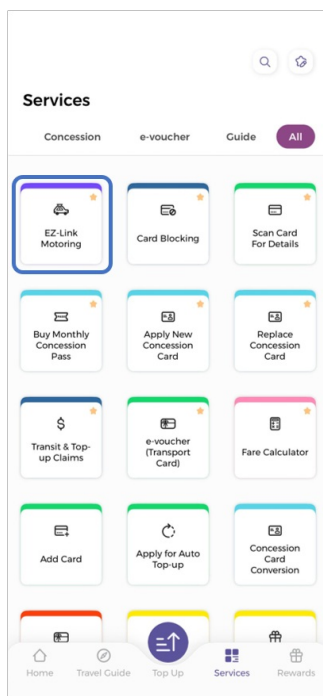 Services
Concession
e-voucher
Guide
All
EZ-Link
Motoring
Card Blocking
Scan Card
For Details
Buy Monthly
Concession
Pass
Apply New
Concession
Card
Replace
Concession
Card
Transit & Top-
up Claims
e-voucher
(Transport
Card)
Fare Calculator
Add Card
Apply for Auto
Top-up
Concession
Card
Conversion
Home
Travel Guide
Top Up
Services
Rewards